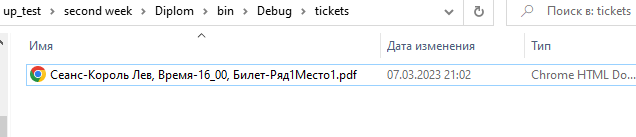 up_test > second week > Diplom > bin > Debug > tickets
Поиск в: tickets
Имя
Дата изменения
Тип
Сеанс-Король Лев, Время-16_00, Билет-Ряд1Место1.pdf
07.03.2023 21:02
Chrome HTML Do...